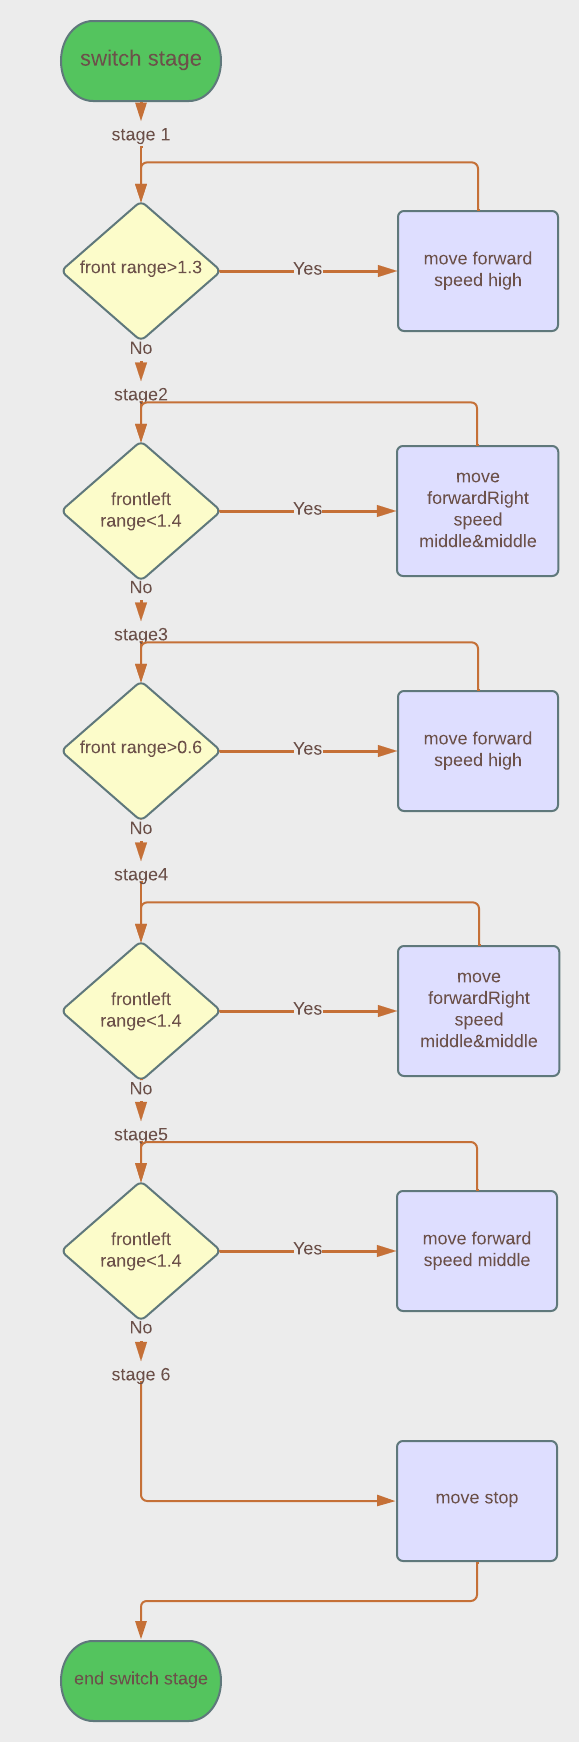 switch stage
stage 1
front range>1.3
Yes
move forward
speed high
No
stage2
frontleft
range<1.4
Yes
move
forwardRight
speed
middle&middle
No
stage3
front range>0.6
Yes
move forward
speed high
No
stage4
frontleft
range<1.4
Yes
move
forwardRight
speed
middle&middle
No
stage5
frontleft
range<1.4
Yes
move forward
speed middle
No
stage 6
move stop
end switch stage